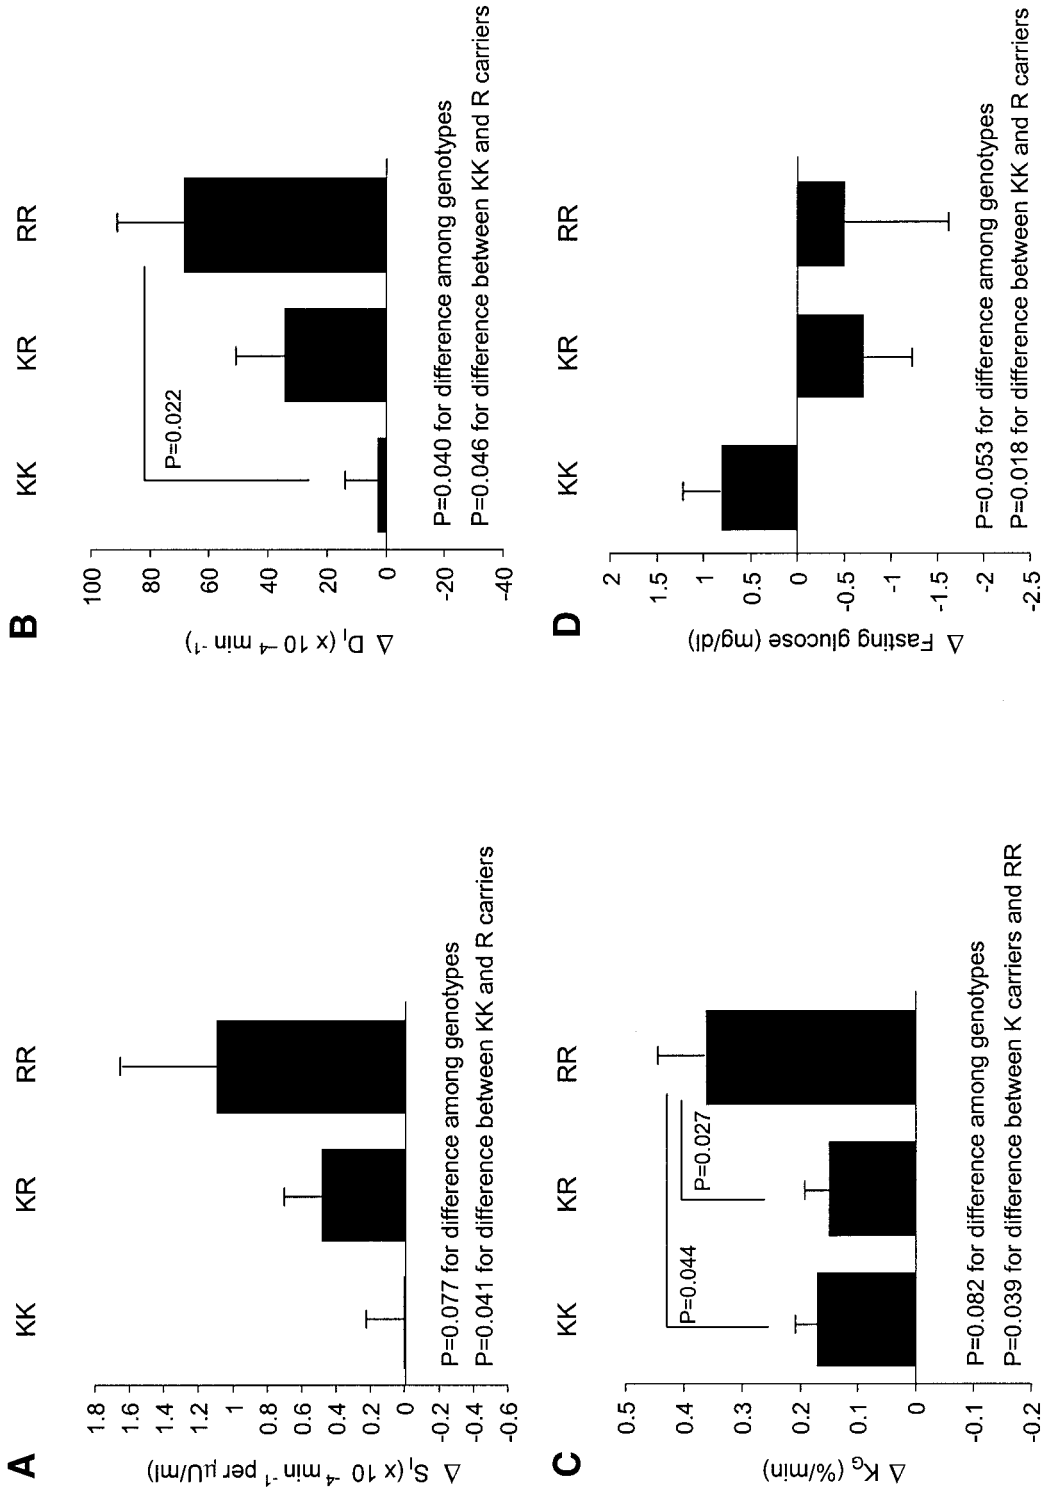 A
KK KR RR
1.8
1.6
1.4
1.2
1
0.8
0.6
0.4
0.2
0
-0.2
-0.4
-0.6
Δ S_I (x 10⁻⁴ min⁻¹ per µU/ml)
P=0.077 for difference among genotypes
P=0.041 for difference between KK and R carriers
B
KK KR RR
100
80
60
40
20
0
-20
-40
Δ D_I (x 10⁻⁴ min⁻¹)
P=0.022
P=0.040 for difference among genotypes
P=0.046 for difference between KK and R carriers
C
KK KR RR
0.5
0.4
0.3
0.2
0.1
0
-0.1
-0.2
Δ K_G (%/min)
P=0.044
P=0.027
P=0.082 for difference among genotypes
P=0.039 for difference between K carriers and RR
D
KK KR RR
2
1.5
1
0.5
0
-0.5
-1
-1.5
-2
-2.5
Δ Fasting glucose (mg/dl)
P=0.053 for difference among genotypes
P=0.018 for difference between KK and R carriers